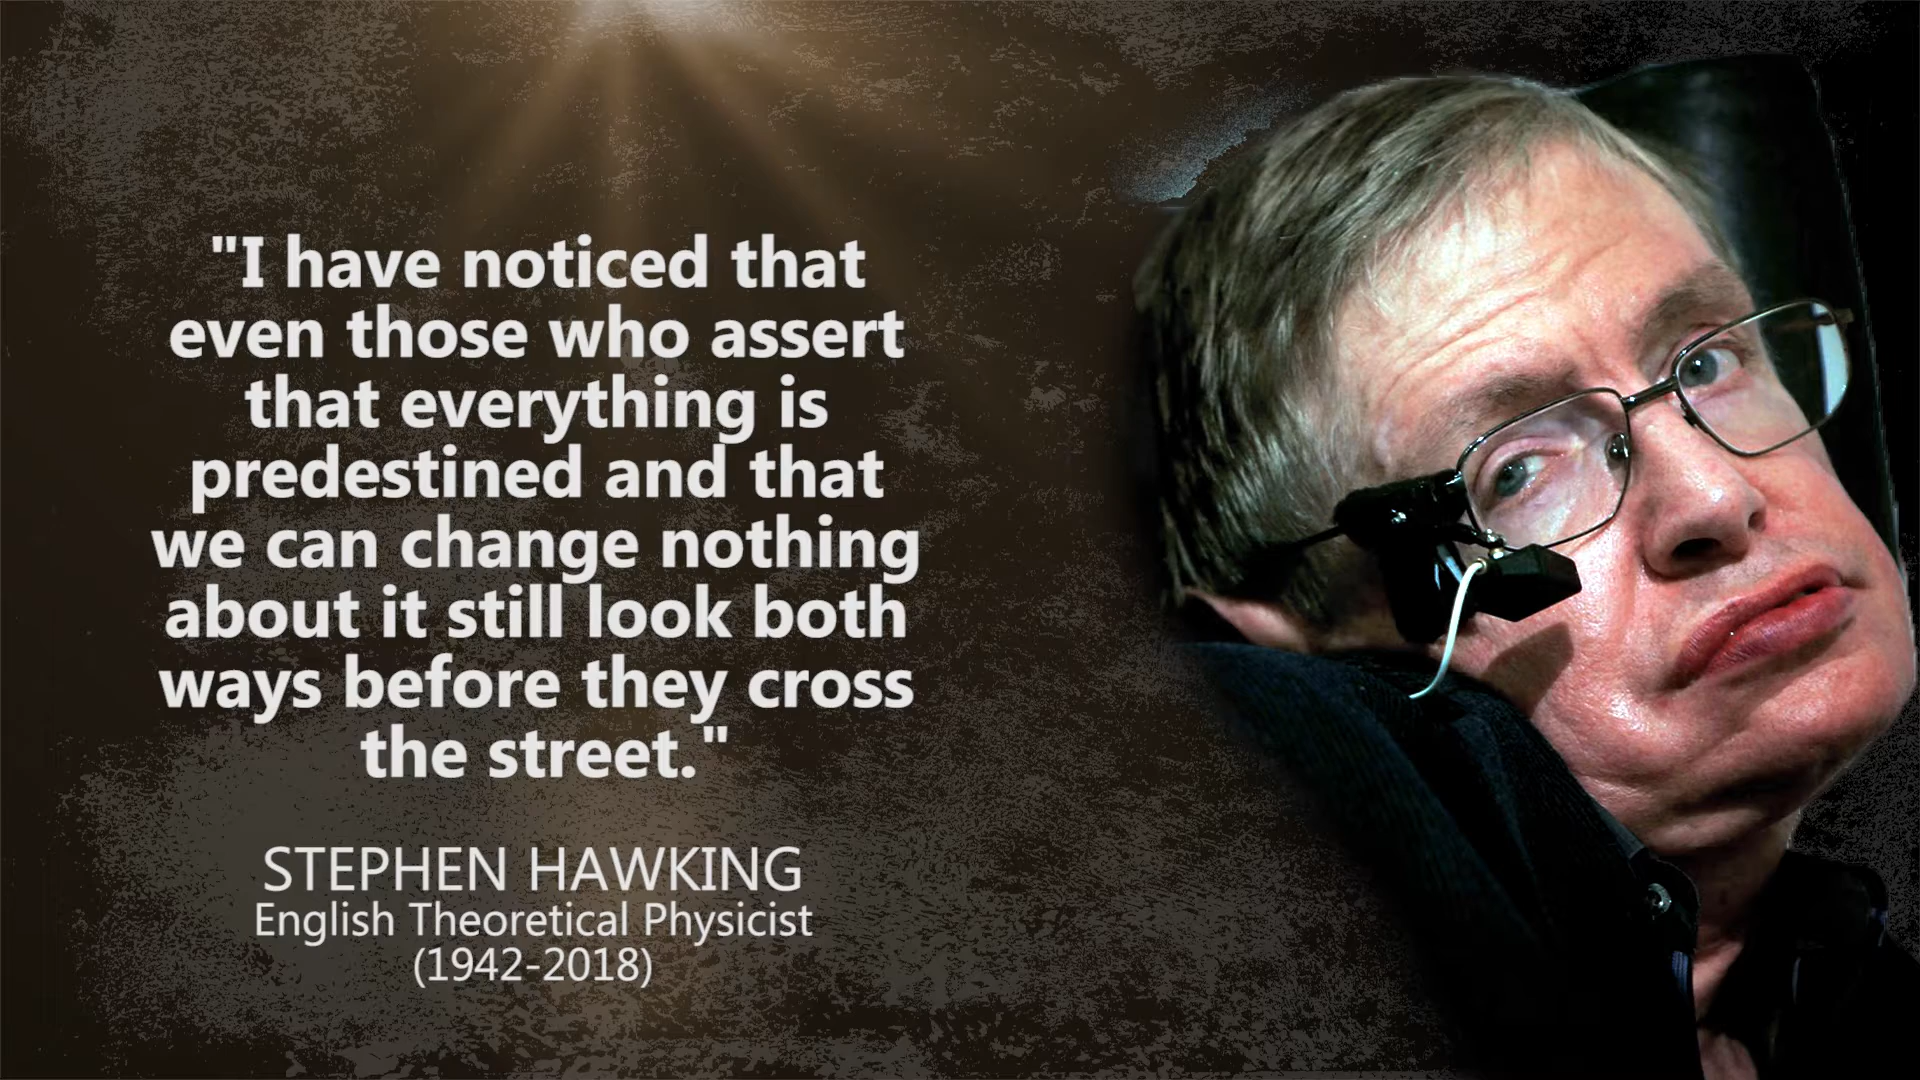 "I have noticed that
even those who assert
that everything is
predestined and that
we can change nothing
about it still look both
ways before they cross
the street."
STEPHEN HAWKING
English Theoretical Physicist
(1942-2018)